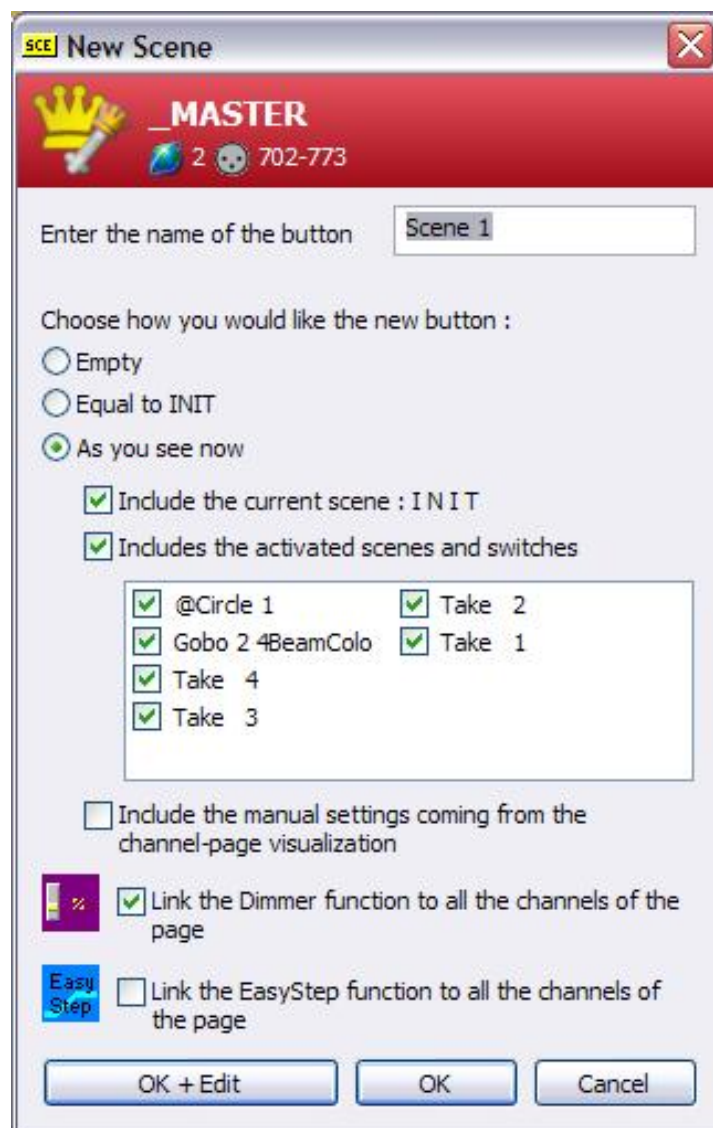 SCE New Scene
_MASTER
2 702-773
Enter the name of the button Scene 1
Choose how you would like the new button :
Empty
Equal to INIT
As you see now
Include the current scene : I N I T
Includes the activated scenes and switches
@Circle 1 Take 2
Gobo 2 4BeamColo Take 1
Take 4
Take 3
Include the manual settings coming from the
channel-page visualization
% Link the Dimmer function to all the channels of the
page
Easy
Step
Link the EasyStep function to all the channels of
the page
OK + Edit OK Cancel